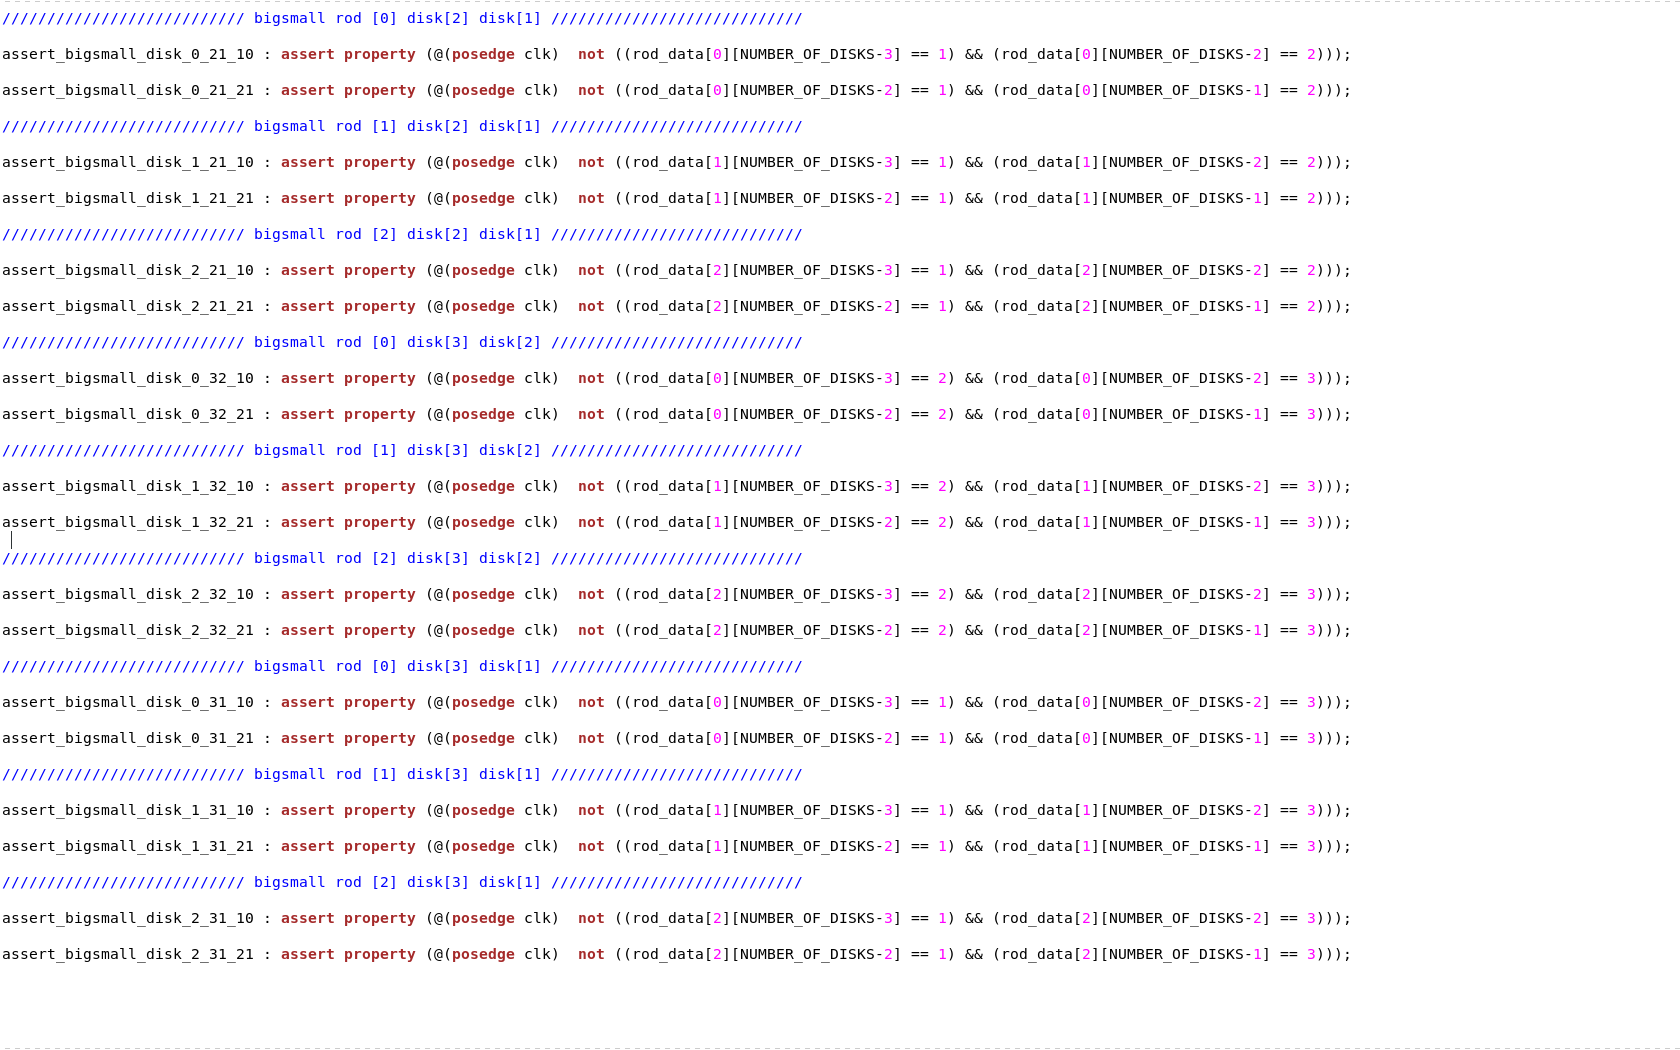 /////////////////////////// bigsmall rod [0] disk[2] disk[1] ////////////////////////////
assert_bigsmall_disk_0_21_10 : assert property (@(posedge clk)  not ((rod_data[0][NUMBER_OF_DISKS-3] == 1) && (rod_data[0][NUMBER_OF_DISKS-2] == 2)));
assert_bigsmall_disk_0_21_21 : assert property (@(posedge clk)  not ((rod_data[0][NUMBER_OF_DISKS-2] == 1) && (rod_data[0][NUMBER_OF_DISKS-1] == 2)));
/////////////////////////// bigsmall rod [1] disk[2] disk[1] ////////////////////////////
assert_bigsmall_disk_1_21_10 : assert property (@(posedge clk)  not ((rod_data[1][NUMBER_OF_DISKS-3] == 1) && (rod_data[1][NUMBER_OF_DISKS-2] == 2)));
assert_bigsmall_disk_1_21_21 : assert property (@(posedge clk)  not ((rod_data[1][NUMBER_OF_DISKS-2] == 1) && (rod_data[1][NUMBER_OF_DISKS-1] == 2)));
/////////////////////////// bigsmall rod [2] disk[2] disk[1] ////////////////////////////
assert_bigsmall_disk_2_21_10 : assert property (@(posedge clk)  not ((rod_data[2][NUMBER_OF_DISKS-3] == 1) && (rod_data[2][NUMBER_OF_DISKS-2] == 2)));
assert_bigsmall_disk_2_21_21 : assert property (@(posedge clk)  not ((rod_data[2][NUMBER_OF_DISKS-2] == 1) && (rod_data[2][NUMBER_OF_DISKS-1] == 2)));
/////////////////////////// bigsmall rod [0] disk[3] disk[2] ////////////////////////////
assert_bigsmall_disk_0_32_10 : assert property (@(posedge clk)  not ((rod_data[0][NUMBER_OF_DISKS-3] == 2) && (rod_data[0][NUMBER_OF_DISKS-2] == 3)));
assert_bigsmall_disk_0_32_21 : assert property (@(posedge clk)  not ((rod_data[0][NUMBER_OF_DISKS-2] == 2) && (rod_data[0][NUMBER_OF_DISKS-1] == 3)));
/////////////////////////// bigsmall rod [1] disk[3] disk[2] ////////////////////////////
assert_bigsmall_disk_1_32_10 : assert property (@(posedge clk)  not ((rod_data[1][NUMBER_OF_DISKS-3] == 2) && (rod_data[1][NUMBER_OF_DISKS-2] == 3)));
assert_bigsmall_disk_1_32_21 : assert property (@(posedge clk)  not ((rod_data[1][NUMBER_OF_DISKS-2] == 2) && (rod_data[1][NUMBER_OF_DISKS-1] == 3)));
/////////////////////////// bigsmall rod [2] disk[3] disk[2] ////////////////////////////
assert_bigsmall_disk_2_32_10 : assert property (@(posedge clk)  not ((rod_data[2][NUMBER_OF_DISKS-3] == 2) && (rod_data[2][NUMBER_OF_DISKS-2] == 3)));
assert_bigsmall_disk_2_32_21 : assert property (@(posedge clk)  not ((rod_data[2][NUMBER_OF_DISKS-2] == 2) && (rod_data[2][NUMBER_OF_DISKS-1] == 3)));
/////////////////////////// bigsmall rod [0] disk[3] disk[1] ////////////////////////////
assert_bigsmall_disk_0_31_10 : assert property (@(posedge clk)  not ((rod_data[0][NUMBER_OF_DISKS-3] == 1) && (rod_data[0][NUMBER_OF_DISKS-2] == 3)));
assert_bigsmall_disk_0_31_21 : assert property (@(posedge clk)  not ((rod_data[0][NUMBER_OF_DISKS-2] == 1) && (rod_data[0][NUMBER_OF_DISKS-1] == 3)));
/////////////////////////// bigsmall rod [1] disk[3] disk[1] ////////////////////////////
assert_bigsmall_disk_1_31_10 : assert property (@(posedge clk)  not ((rod_data[1][NUMBER_OF_DISKS-3] == 1) && (rod_data[1][NUMBER_OF_DISKS-2] == 3)));
assert_bigsmall_disk_1_31_21 : assert property (@(posedge clk)  not ((rod_data[1][NUMBER_OF_DISKS-2] == 1) && (rod_data[1][NUMBER_OF_DISKS-1] == 3)));
/////////////////////////// bigsmall rod [2] disk[3] disk[1] ////////////////////////////
assert_bigsmall_disk_2_31_10 : assert property (@(posedge clk)  not ((rod_data[2][NUMBER_OF_DISKS-3] == 1) && (rod_data[2][NUMBER_OF_DISKS-2] == 3)));
assert_bigsmall_disk_2_31_21 : assert property (@(posedge clk)  not ((rod_data[2][NUMBER_OF_DISKS-2] == 1) && (rod_data[2][NUMBER_OF_DISKS-1] == 3)));